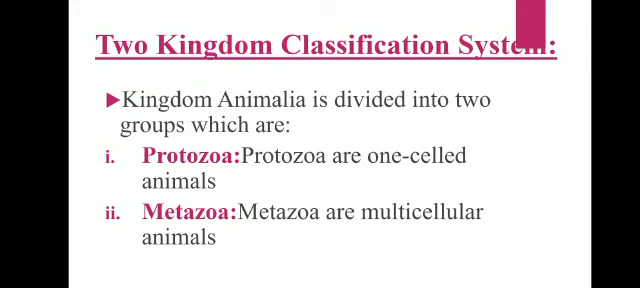 Two Kingdom Classification System:
▶Kingdom Animalia is divided into two
groups which are:
i. Protozoa:Protozoa are one-celled
animals
ii. Metazoa:Metazoa are multicellular
animals